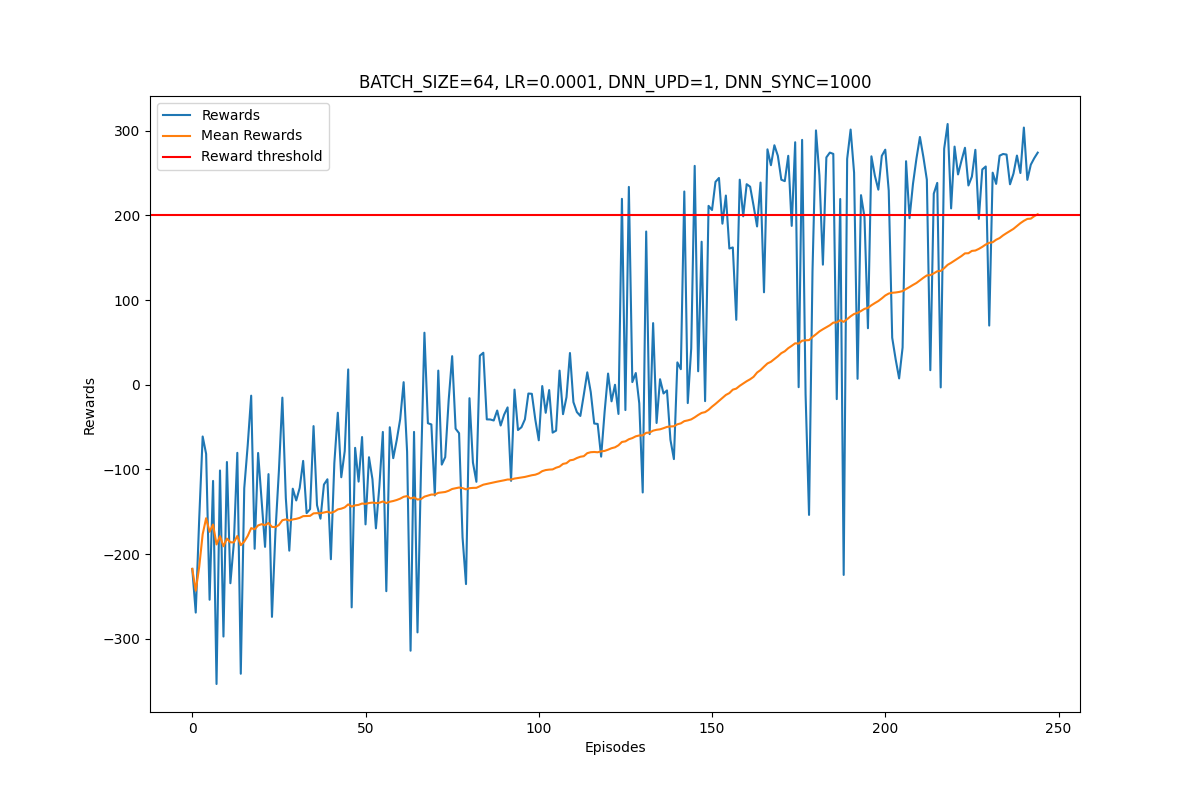 BATCH_SIZE=64, LR=0.0001, DNN_UPD=1, DNN_SYNC=1000
Rewards
Mean Rewards
Reward threshold
300
200
100
0
−100
−200
−300
Rewards
0
50
100
150
200
250
Episodes